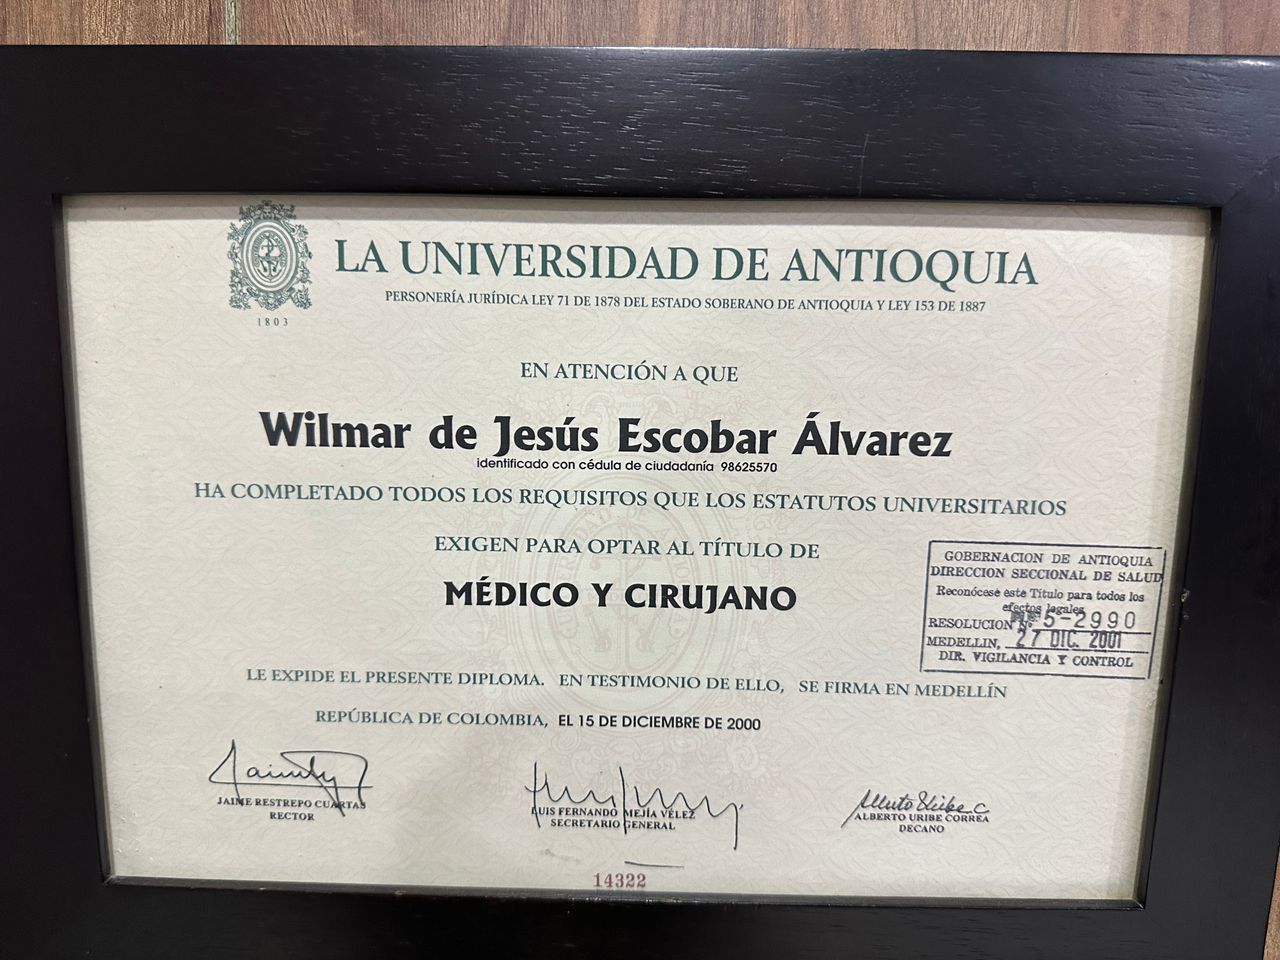 LA UNIVERSIDAD DE ANTIOQUIA
PERSONERÍA JURÍDICA LEY 71 DE 1878 DEL ESTADO SOBERANO DE ANTIOQUIA Y LEY 153 DE 1887
1803
EN ATENCIÓN A QUE
Wilmar de Jesús Escobar Álvarez
identificado con cédula de ciudadanía 98625570
HA COMPLETADO TODOS LOS REQUISITOS QUE LOS ESTATUTOS UNIVERSITARIOS
EXIGEN PARA OPTAR AL TÍTULO DE
MÉDICO Y CIRUJANO
GOBERNACION DE ANTIOQUIA
DIRECCION SECCIONAL DE SALUD
Reconócese éste Título para todos los
efectos legales
RESOLUCION Nº 5-2990
MEDELLIN, 27 DIC. 2001
DIR. VIGILANCIA Y CONTROL
LE EXPIDE EL PRESENTE DIPLOMA. EN TESTIMONIO DE ELLO, SE FIRMA EN MEDELLÍN
REPÚBLICA DE COLOMBIA, EL 15 DE DICIEMBRE DE 2000
JAIME RESTREPO CUARTAS
RECTOR
LUIS FERNANDO MEJÍA VÉLEZ
SECRETARIO GENERAL
Alberto Uribe C
ALBERTO URIBE CORREA
DECANO
14322